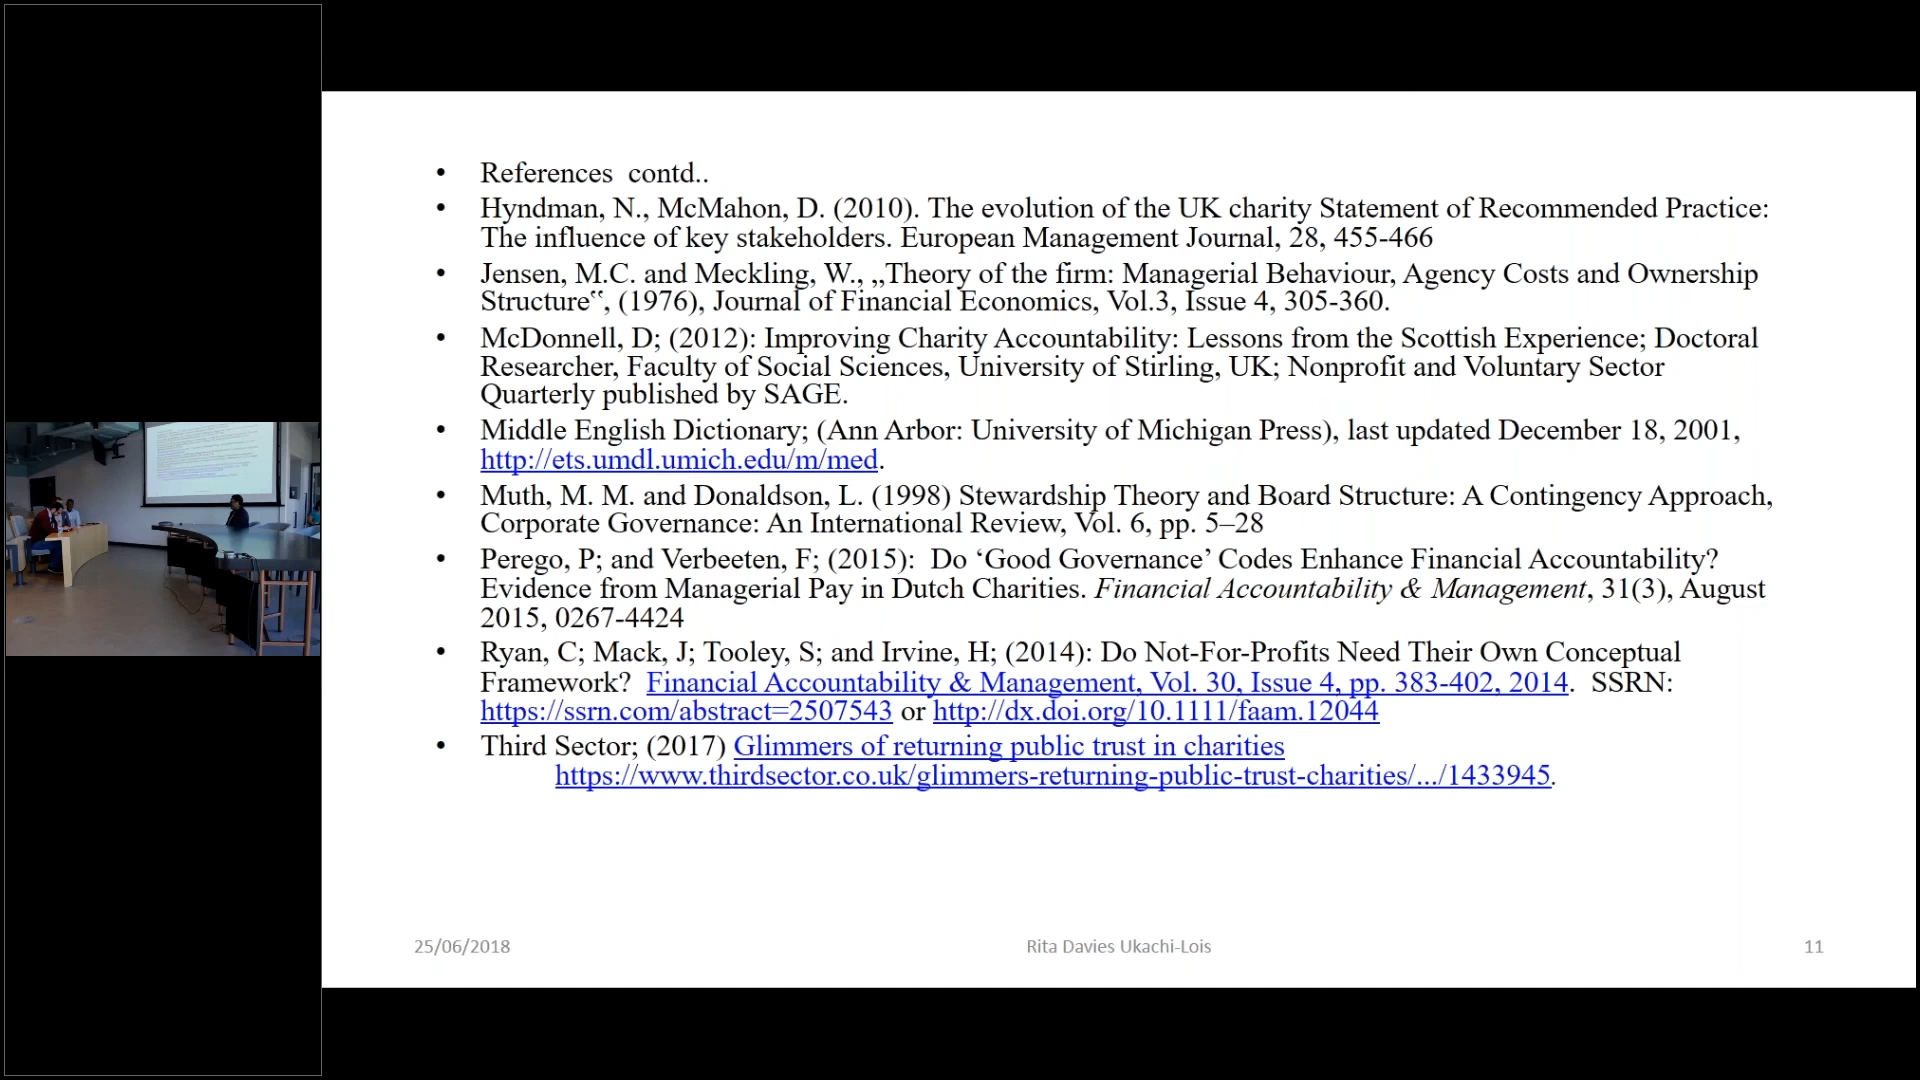 • References contd..
• Hyndman, N., McMahon, D. (2010). The evolution of the UK charity Statement of Recommended Practice:
The influence of key stakeholders. European Management Journal, 28, 455-466
• Jensen, M.C. and Meckling, W., „Theory of the firm: Managerial Behaviour, Agency Costs and Ownership
Structure‟, (1976), Journal of Financial Economics, Vol.3, Issue 4, 305-360.
• McDonnell, D; (2012): Improving Charity Accountability: Lessons from the Scottish Experience; Doctoral
Researcher, Faculty of Social Sciences, University of Stirling, UK; Nonprofit and Voluntary Sector
Quarterly published by SAGE.
• Middle English Dictionary; (Ann Arbor: University of Michigan Press), last updated December 18, 2001,
http://ets.umdl.umich.edu/m/med.
• Muth, M. M. and Donaldson, L. (1998) Stewardship Theory and Board Structure: A Contingency Approach,
Corporate Governance: An International Review, Vol. 6, pp. 5–28
• Perego, P; and Verbeeten, F; (2015): Do ‘Good Governance’ Codes Enhance Financial Accountability?
Evidence from Managerial Pay in Dutch Charities. Financial Accountability & Management, 31(3), August
2015, 0267-4424
• Ryan, C; Mack, J; Tooley, S; and Irvine, H; (2014): Do Not-For-Profits Need Their Own Conceptual
Framework? Financial Accountability & Management, Vol. 30, Issue 4, pp. 383-402, 2014. SSRN:
https://ssrn.com/abstract=2507543 or http://dx.doi.org/10.1111/faam.12044
• Third Sector; (2017) Glimmers of returning public trust in charities
https://www.thirdsector.co.uk/glimmers-returning-public-trust-charities/.../1433945.
25/06/2018 Rita Davies Ukachi-Lois 11